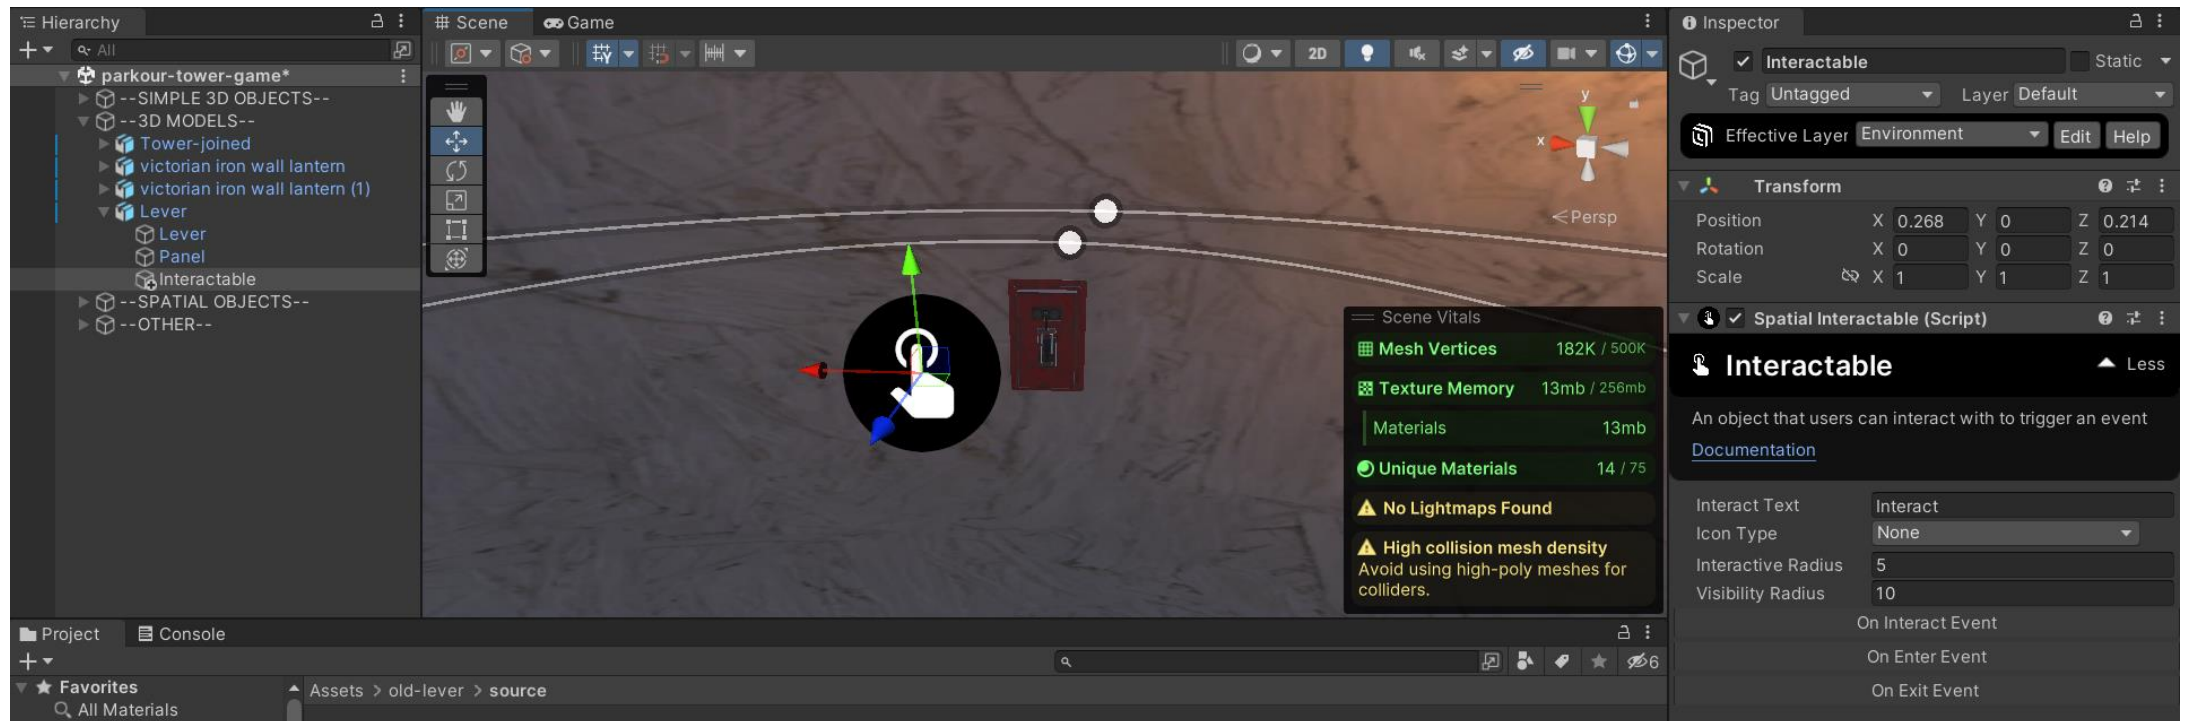 Hierarchy
All
parkour-tower-game*
--SIMPLE 3D OBJECTS--
--3D MODELS--
Tower-joined
victorian iron wall lantern
victorian iron wall lantern (1)
Lever
Lever
Panel
Interactable
--SPATIAL OBJECTS--
--OTHER--
Scene
Game
2D
y
x
Persp
Scene Vitals
Mesh Vertices 182K / 500K
Texture Memory 13mb / 256mb
Materials 13mb
Unique Materials 14 / 75
No Lightmaps Found
High collision mesh density
Avoid using high-poly meshes for
colliders.
Inspector
Interactable Static
Tag Untagged Layer Default
Effective Layer Environment Edit Help
Transform
Position X 0.268 Y 0 Z 0.214
Rotation X 0 Y 0 Z 0
Scale X 1 Y 1 Z 1
Spatial Interactable (Script)
Interactable Less
An object that users can interact with to trigger an event
Documentation
Interact Text Interact
Icon Type None
Interactive Radius 5
Visibility Radius 10
On Interact Event
On Enter Event
On Exit Event
Project
Console
6
Favorites
All Materials
Assets > old-lever > source